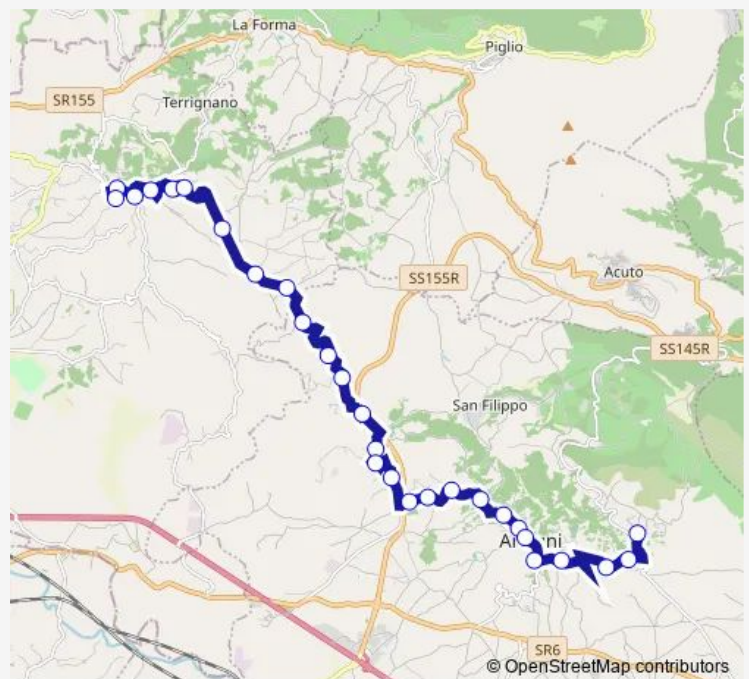 La Forma
Piglio
SR155
Terrignano
Acuto
SS155R
SS145R
San Filippo
SR6
© OpenStreetMap contributors